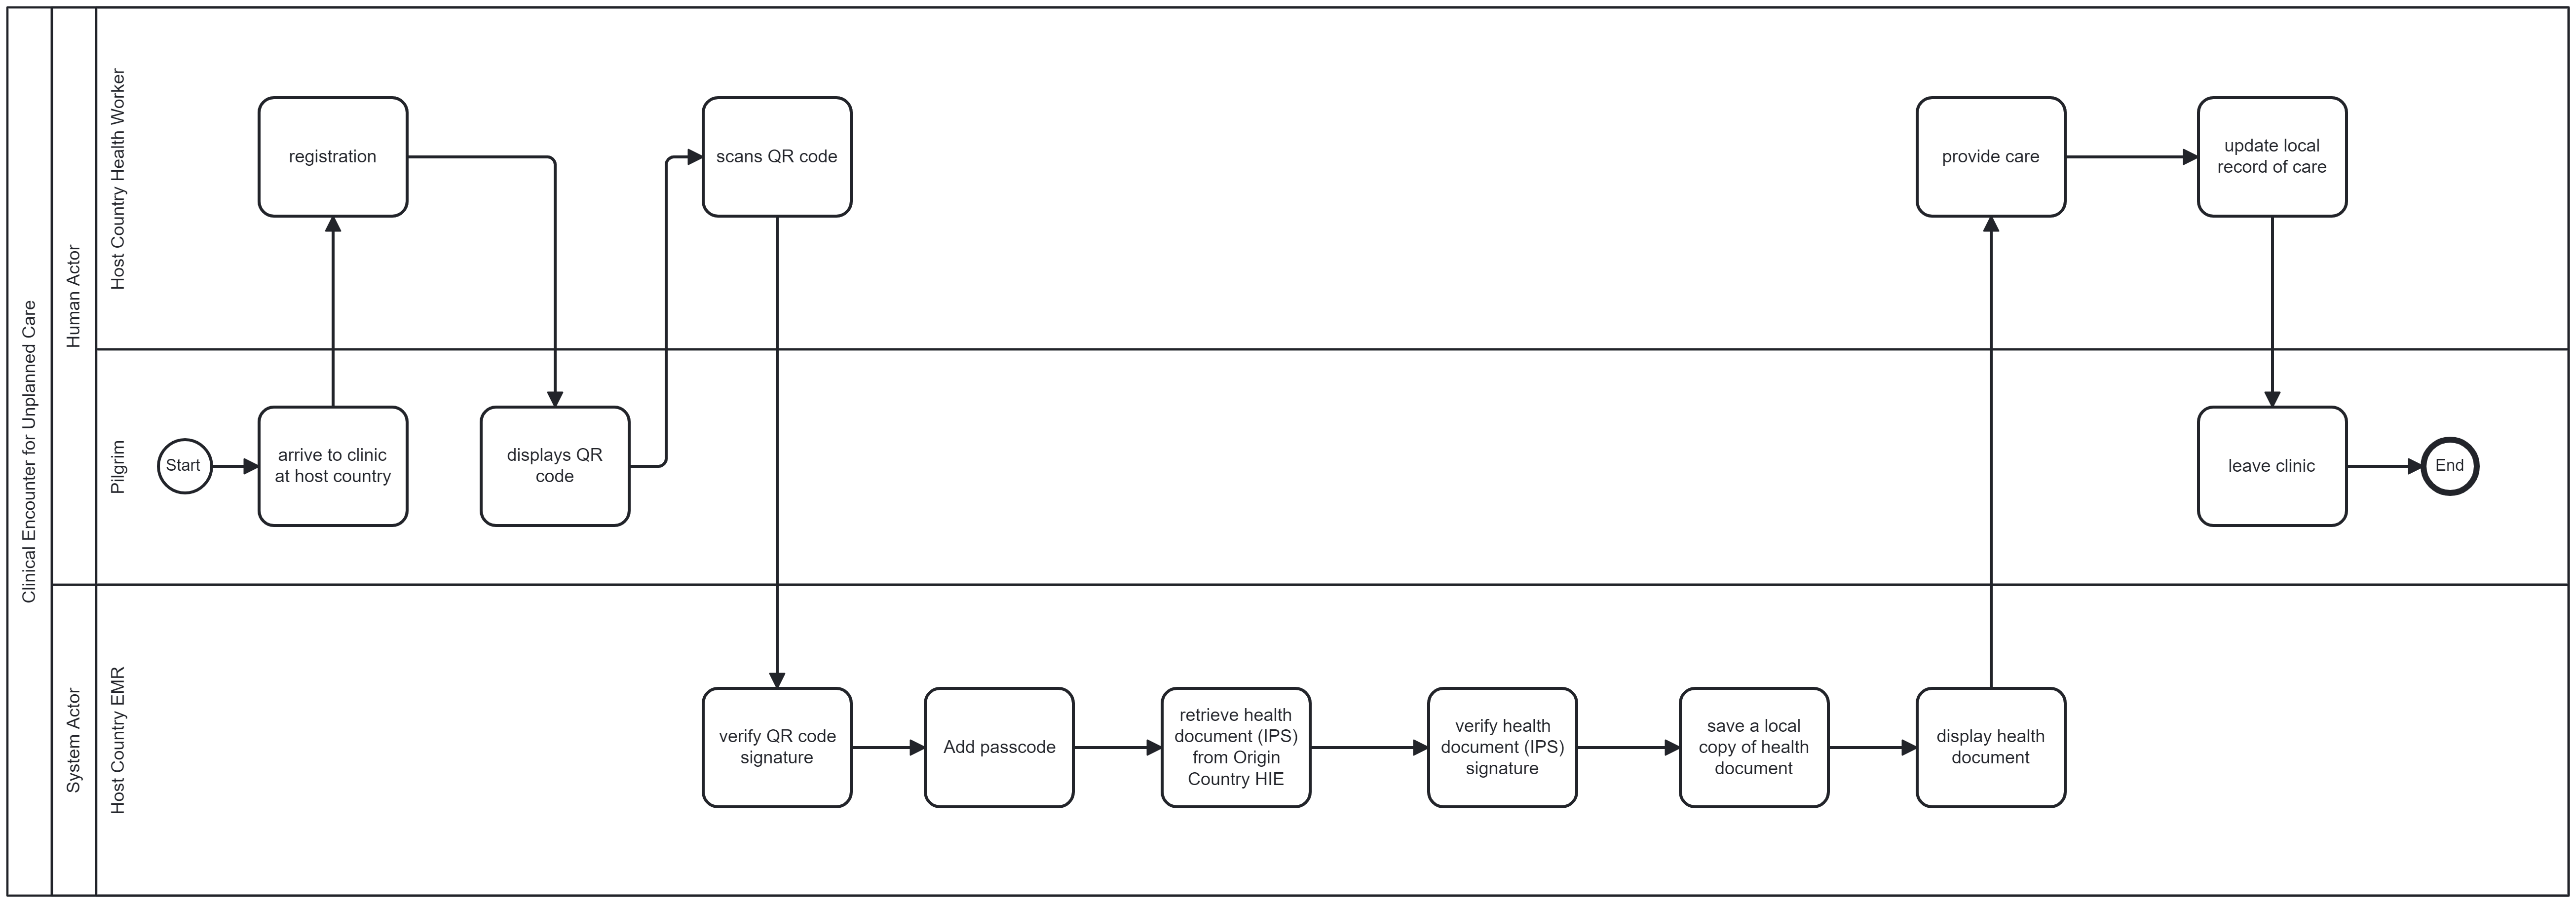 Clinical Encounter for Unplanned Care
Human Actor
Host Country Health Worker
registration
scans QR code
provide care
update local
record of care
Pilgrim
Start
arrive to clinic
at host country
displays QR
code
leave clinic
End
System Actor
Host Country EMR
verify QR code
signature
Add passcode
retrieve health
document (IPS)
from Origin
Country HIE
verify health
document (IPS)
signature
save a local
copy of health
document
display health
document